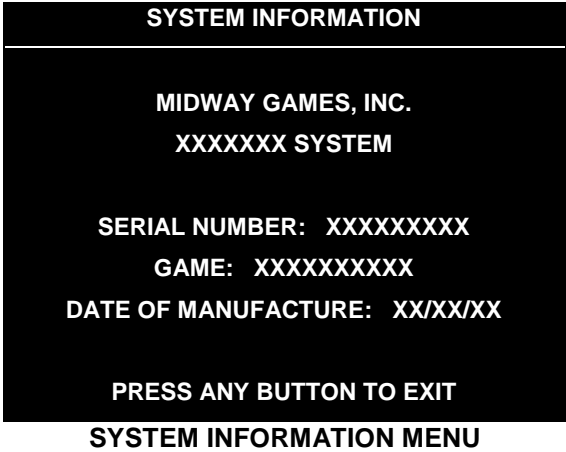 SYSTEM INFORMATION
MIDWAY GAMES, INC.
XXXXXXX SYSTEM
SERIAL NUMBER: XXXXXXXXX
GAME: XXXXXXXXXX
DATE OF MANUFACTURE: XX/XX/XX
PRESS ANY BUTTON TO EXIT
SYSTEM INFORMATION MENU